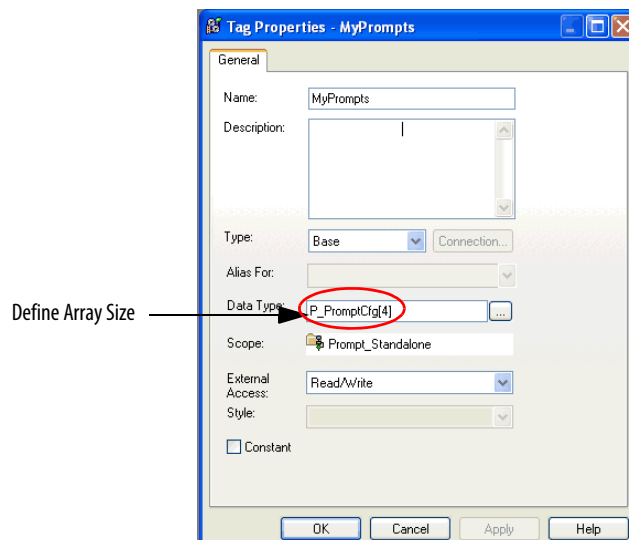 Tag Properties - MyPrompts
General
Name: MyPrompts
Description:
Type: Base Connection...
Alias For:
Define Array Size
Data Type: P_PromptCfg[4] ...
Scope: Prompt_Standalone
External Access: Read/Write
Style:
Constant
OK Cancel Apply Help